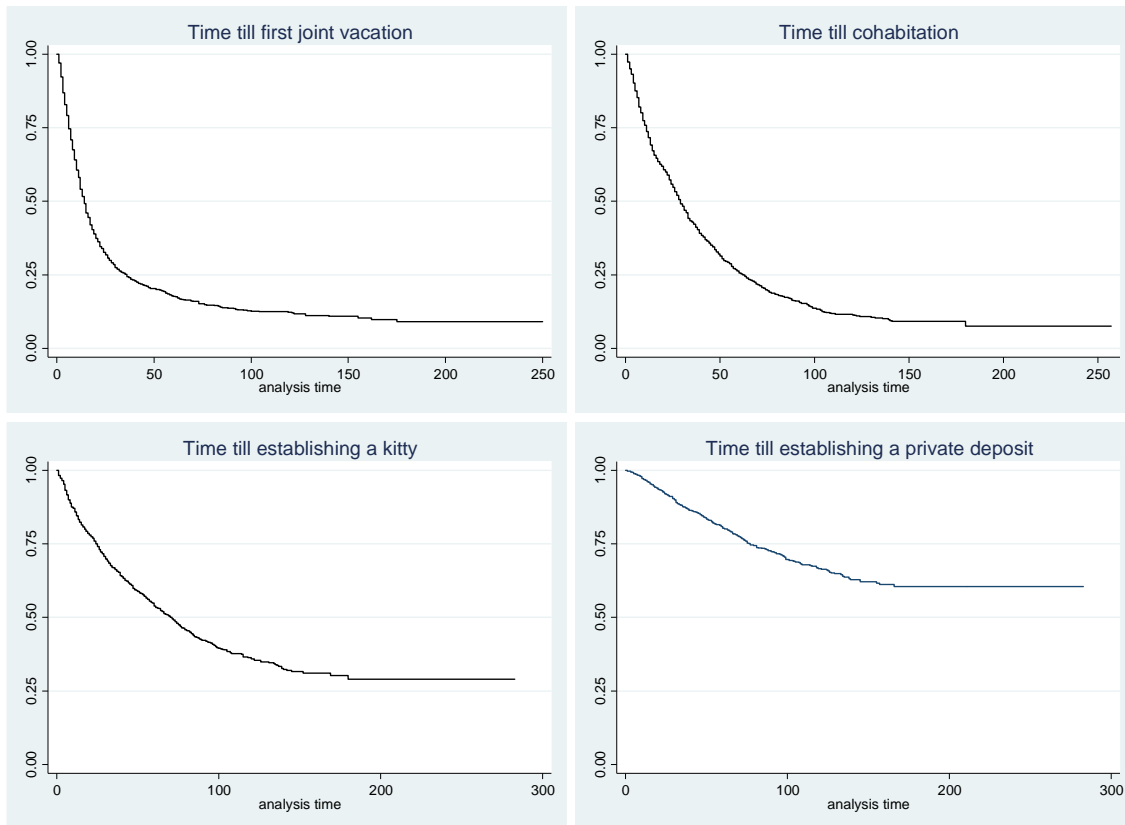 Time till first joint vacation
1.00
0.75
0.50
0.25
0.00
0 50 100 150 200 250
analysis time
Time till cohabitation
1.00
0.75
0.50
0.25
0.00
0 50 100 150 200 250
analysis time
Time till establishing a kitty
1.00
0.75
0.50
0.25
0.00
0 100 200 300
analysis time
Time till establishing a private deposit
1.00
0.75
0.50
0.25
0.00
0 100 200 300
analysis time